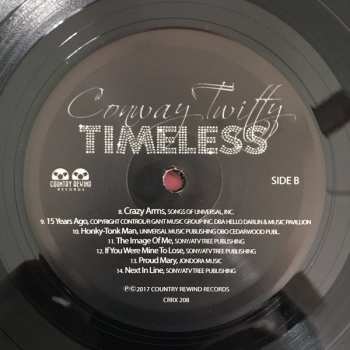 Conway Twitty
TIMELESS
COUNTRY REWIND
RECORDS
SIDE B
8. Crazy Arms, SONGS OF UNIVERSAL, INC.
9. 15 Years Ago, COPYRIGHT CONTROL/R GANT MUSIC GROUP INC. DBA HELLO DARLIN & MUSIC PAVILLION
10. Honky-Tonk Man, UNIVERSAL MUSIC PUBLISHING OBO CEDARWOOD PUBL.
11. The Image Of Me, SONY/ATV TREE PUBLISHING
12. If You Were Mine To Lose, SONY/ATV TREE PUBLISHING
13. Proud Mary, JONDORA MUSIC
14. Next In Line, SONY/ATV TREE PUBLISHING
℗©2017 COUNTRY REWIND RECORDS
CRRX 208